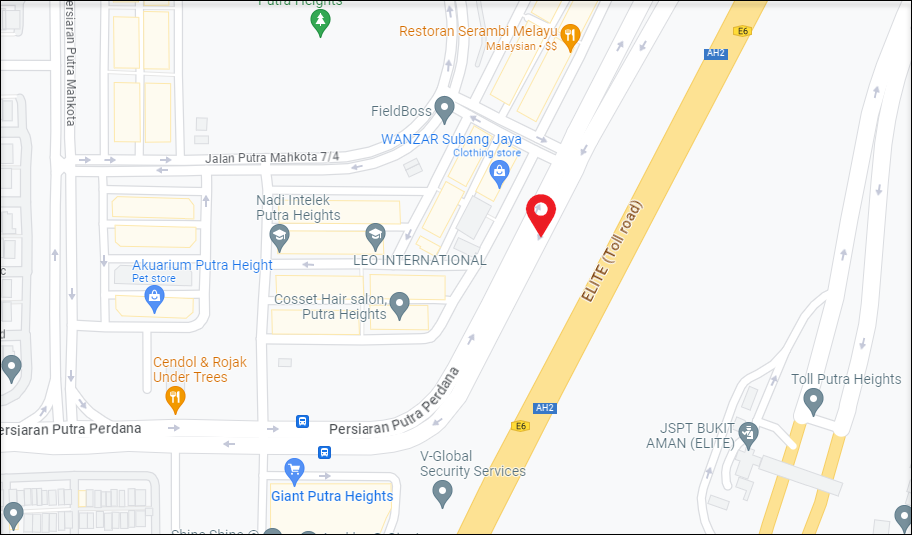 Putra Heights
Persiaran Putra Mahkota
Restoran Serambi Melayu
Malaysian • $$
E6
AH2
FieldBoss
WANZAR Subang Jaya
Clothing store
Jalan Putra Mahkota 7/4
Nadi Intelek
Putra Heights
LEO INTERNATIONAL
ELITE (Toll road)
Akuarium Putra Height
Pet store
Cosset Hair salon,
Putra Heights
Cendol & Rojak
Under Trees
Toll Putra Heights
AH2
E6
Persiaran Putra Perdana
ersiaran Putra Perdana
JSPT BUKIT
AMAN (ELITE)
V-Global
Security Services
Giant Putra Heights